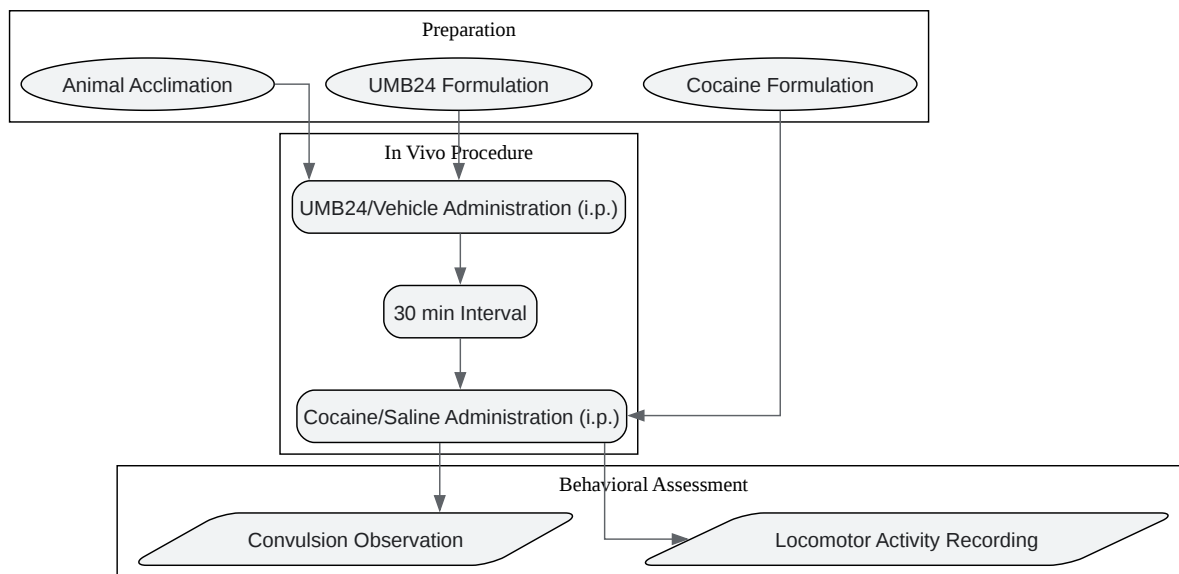 Preparation
Animal Acclimation
UMB24 Formulation
Cocaine Formulation
In Vivo Procedure
UMB24/Vehicle Administration (i.p.)
30 min Interval
Cocaine/Saline Administration (i.p.)
Behavioral Assessment
Convulsion Observation
Locomotor Activity Recording